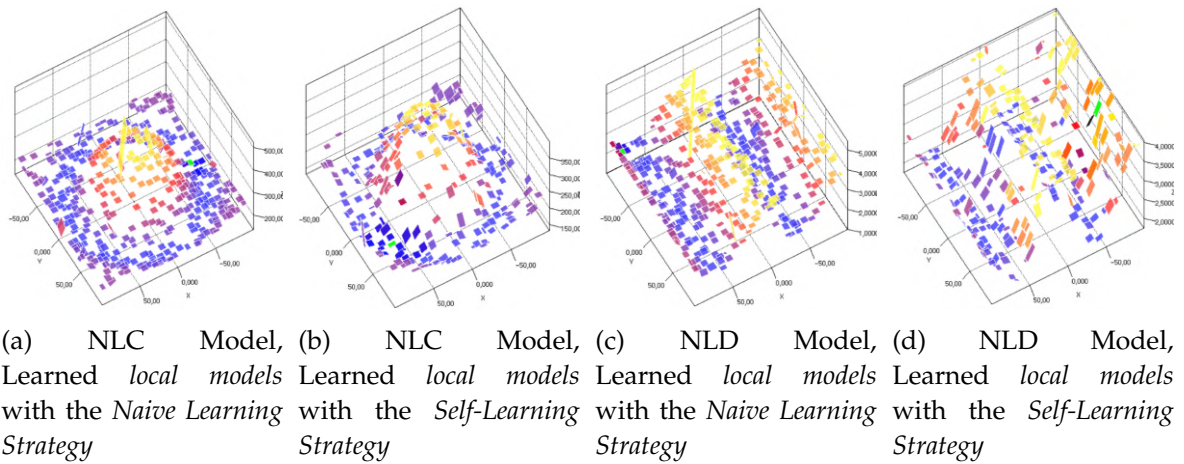 500,00
400,00
300,00
200,00
-50,00
0,000
Y
50,00
50,00
0,000
X
-50,00
350,00
300,00
250,00
200,00
150,00
-50,00
0,000
Y
50,00
50,00
0,000
X
-50,00
5,0000
4,0000
3,0000
2,0000
1,0000
-50,00
0,000
Y
50,00
50,00
0,000
X
-50,00
4,0000
3,5000
3,0000
2,5000
2,0000
-50,00
0,000
Y
50,00
50,00
0,000
X
-50,00
(a) NLC Model,
Learned local models
with the Naive Learning
Strategy
(b) NLC Model,
Learned local models
with the Self-Learning
Strategy
(c) NLD Model,
Learned local models
with the Naive Learning
Strategy
(d) NLD Model,
Learned local models
with the Self-Learning
Strategy